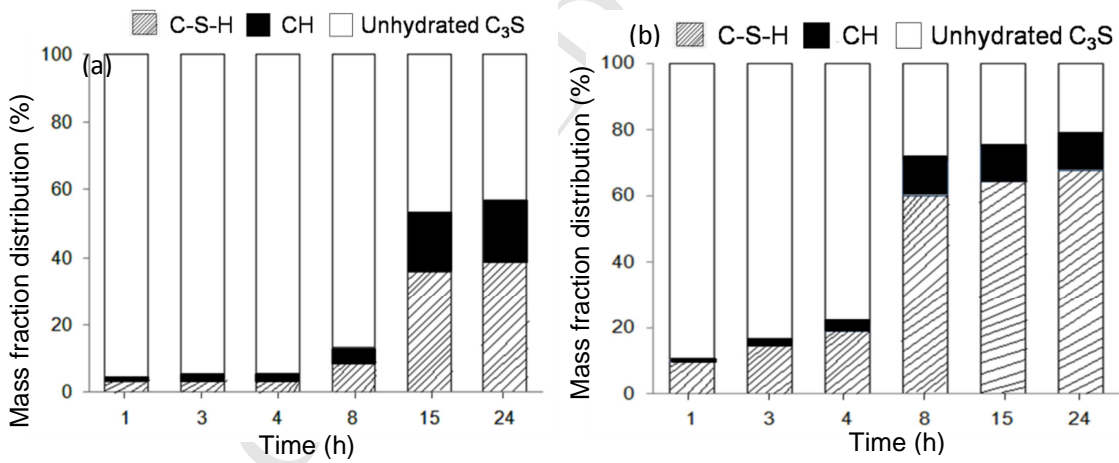 C-S-H CH Unhydrated C₃S
(a)
100
80
60
40
20
0
Mass fraction distribution (%)
1 3 4 8 15 24
Time (h)
(b) C-S-H CH Unhydrated C₃S
100
80
60
40
20
0
Mass fraction distribution (%)
1 3 4 8 15 24
Time (h)